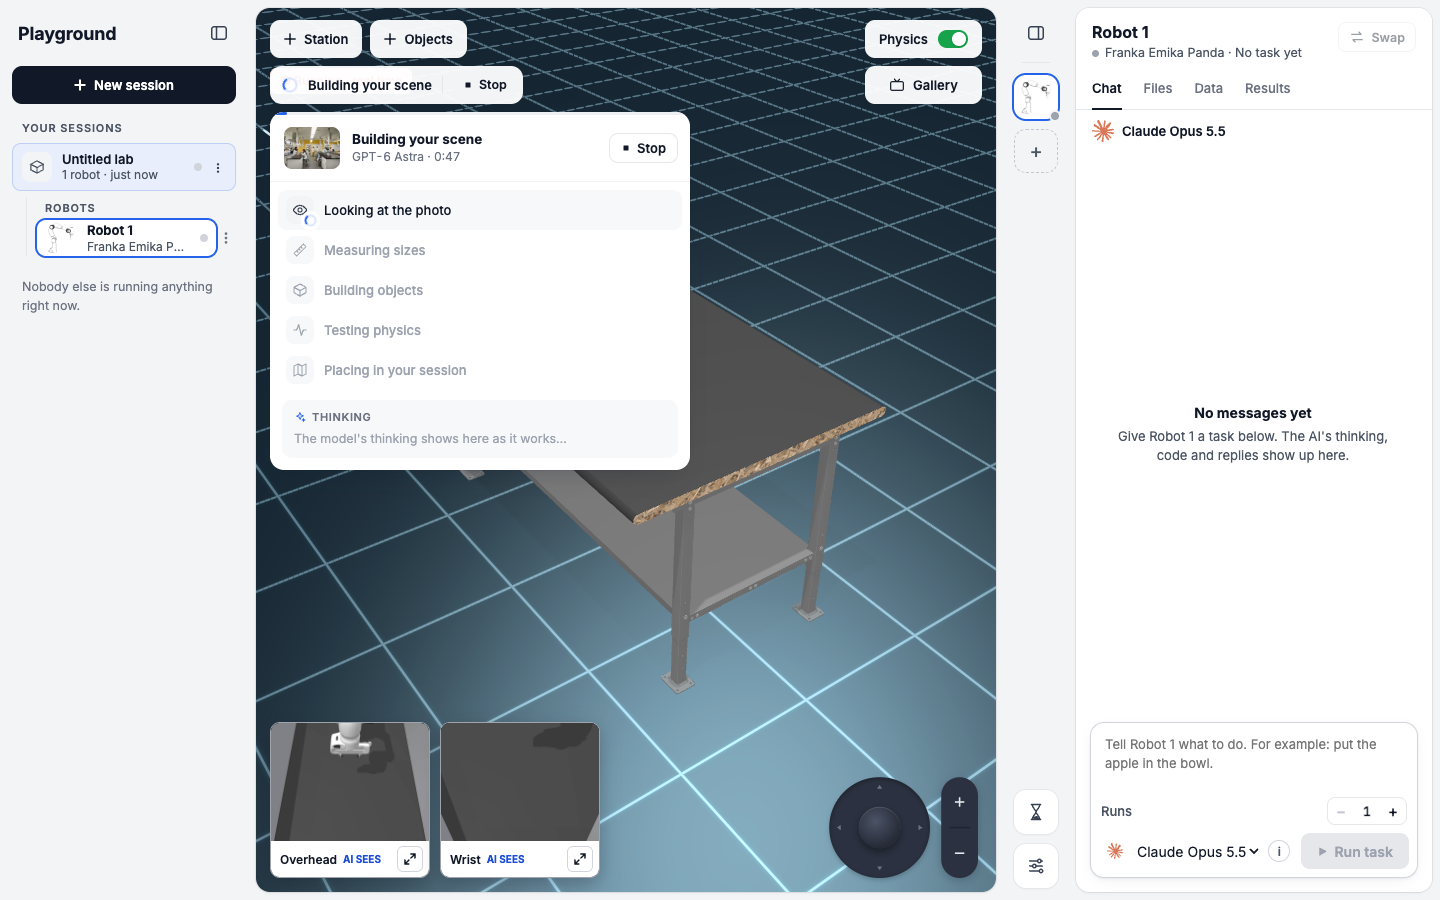 Playground
New session
YOUR SESSIONS
Untitled lab
1 robot · just now
ROBOTS
Robot 1
Franka Emika P...
Nobody else is running anything
right now.
Station
Objects
Physics
Building your scene
Stop
Gallery
Building your scene
GPT-6 Astra · 0:47
Stop
Looking at the photo
Measuring sizes
Building objects
Testing physics
Placing in your session
THINKING
The model's thinking shows here as it works...
Overhead AI SEES
Wrist AI SEES
Robot 1
Franka Emika Panda · No task yet
Swap
Chat Files Data Results
Claude Opus 5.5
No messages yet
Give Robot 1 a task below. The AI's thinking,
code and replies show up here.
Tell Robot 1 what to do. For example: put the
apple in the bowl.
Runs
1
Claude Opus 5.5
Run task